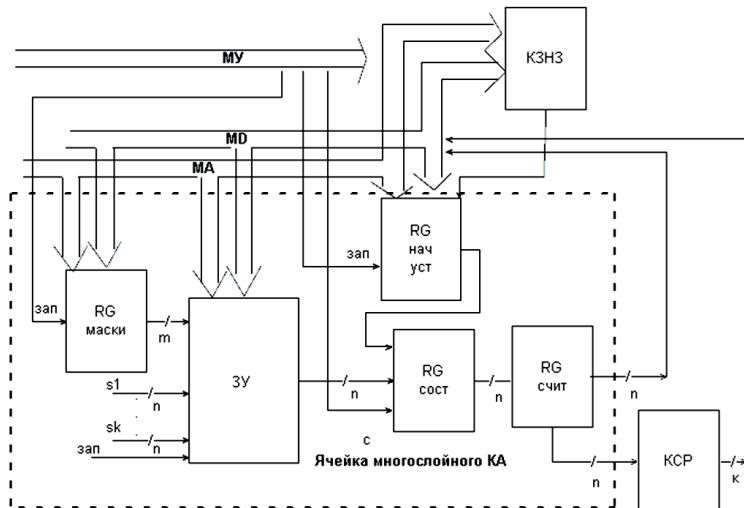 МУ
КЗНЗ
MD
МА
RG
нач
уст
зап
зап
RG
маски
m
ЗУ
s1
n
sk
n
зап
n
RG
сост
n
RG
счит
n
с
Ячейка многослойного КА
n
КСР
к